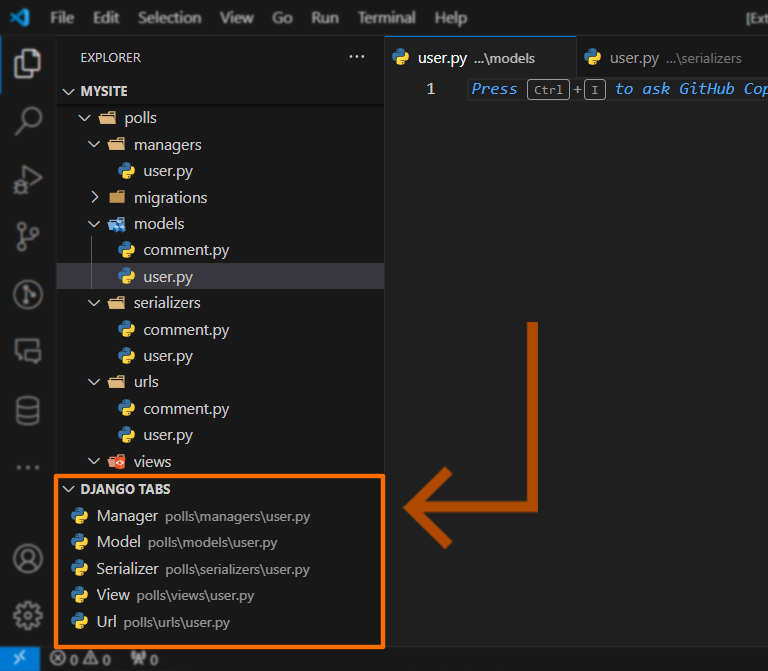 File Edit Selection View Go Run Terminal Help [Ext
EXPLORER ...
user.py ...\models
user.py ...\serializers
MYSITE
1 Press Ctrl + I to ask GitHub Cop
polls
managers
user.py
migrations
models
comment.py
user.py
serializers
comment.py
user.py
urls
comment.py
user.py
views
DJANGO TABS
Manager polls\managers\user.py
Model polls\models\user.py
Serializer polls\serializers\user.py
View polls\views\user.py
Url polls\urls\user.py
0 0 0